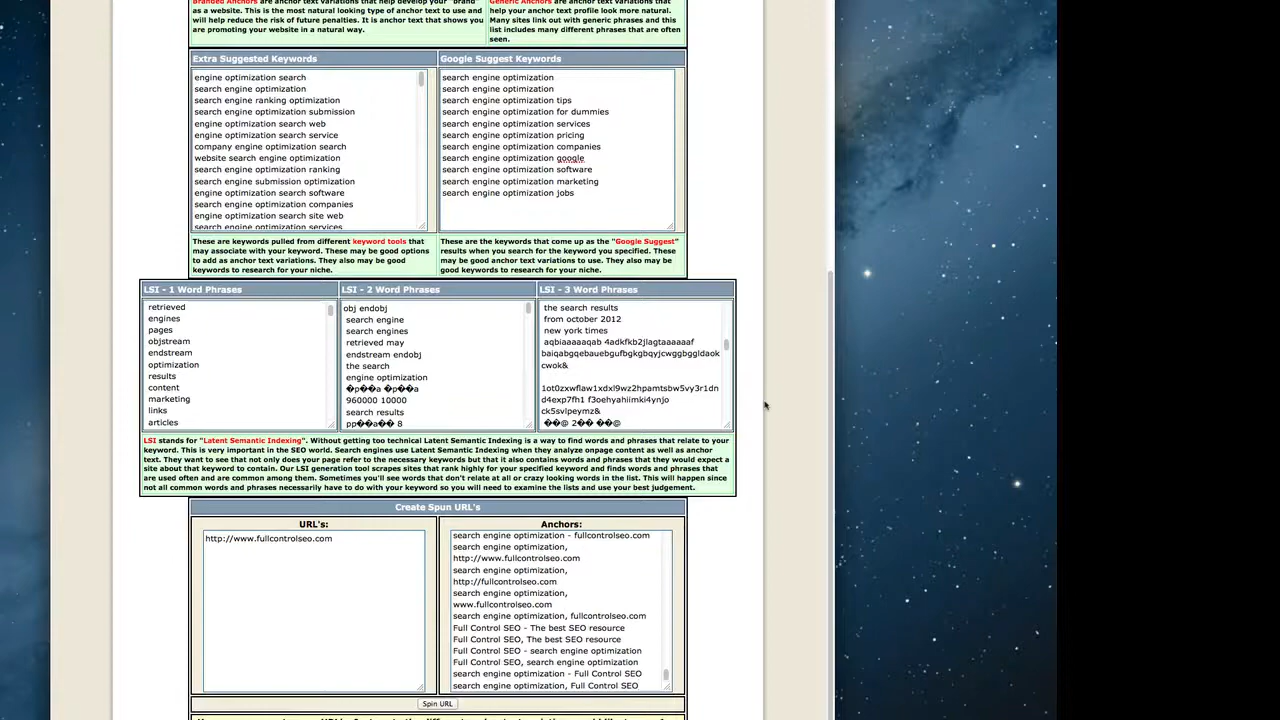 Branded Anchors are anchor text variations that help develop your "brand"
as a website. This is the most natural looking type of anchor text to use and
will help reduce the risk of future penalties. It is anchor text that shows you
are promoting your website in a natural way.
Generic Anchors are anchor text variations that
help your anchor text profile look more natural.
Many sites link out with generic phrases and this
list includes many different phrases that are often
seen.
Extra Suggested Keywords
engine optimization search
search engine optimization
search engine ranking optimization
search engine optimization submission
engine optimization search web
engine optimization search service
company engine optimization search
website search engine optimization
search engine optimization ranking
search engine submission optimization
engine optimization search software
search engine optimization companies
engine optimization search site web
search engine optimization services
Google Suggest Keywords
search engine optimization
search engine optimization
search engine optimization tips
search engine optimization for dummies
search engine optimization services
search engine optimization pricing
search engine optimization companies
search engine optimization google
search engine optimization software
search engine optimization marketing
search engine optimization jobs
These are keywords pulled from different keyword tools that
may associate with your keyword. These may be good options
to add as anchor text variations. They also may be good
keywords to research for your niche.
These are the keywords that come up as the "Google Suggest"
results when you search for the keyword you specified. These
may be good anchor text variations to use. They also may be
good keywords to research for your niche.
LSI - 1 Word Phrases
retrieved
engines
pages
objstream
endstream
optimization
results
content
marketing
links
articles
LSI - 2 Word Phrases
obj endobj
search engine
search engines
retrieved may
endstream endobj
the search
engine optimization
�p��a �p��a
960000 10000
search results
pp��a�� 8
LSI - 3 Word Phrases
the search results
from october 2012
new york times
aqbiaaaaaqab 4adkfkb2jlagtaaaaaaf
baiqabgqebauebgufbgkgbqyjcwggbggldaok
cwok&
1ot0zxwflaw1xdxl9wz2hpamtsbw5vy3r1dn
d4exp7fh1 f3oehyahiimki4ynjo
ck5svlpeymz&
��@ 2�� ��@
LSI stands for "Latent Semantic Indexing". Without getting too technical Latent Semantic Indexing is a way to find words and phrases that relate to your
keyword. This is very important in the SEO world. Search engines use Latent Semantic Indexing when they analyze onpage content as well as anchor
text. They want to see that not only does your page refer to the necessary keywords but that it also contains words and phrases that they would expect a
site about that keyword to contain. Our LSI generation tool scrapes sites that rank highly for your specified keyword and finds words and phrases that
are used often and are common among them. Sometimes you'll see words that don't relate at all or crazy looking words in the list. This will happen since
not all common words and phrases necessarily have to do with your keyword so you will need to examine the lists and use your best judgement.
Create Spun URL's
URL's:
http://www.fullcontrolseo.com
Anchors:
search engine optimization - fullcontrolseo.com
search engine optimization,
http://www.fullcontrolseo.com
search engine optimization,
http://fullcontrolseo.com
search engine optimization,
www.fullcontrolseo.com
search engine optimization, fullcontrolseo.com
Full Control SEO - The best SEO resource
Full Control SEO, The best SEO resource
Full Control SEO - search engine optimization
Full Control SEO, search engine optimization
search engine optimization - Full Control SEO
search engine optimization, Full Control SEO
Spin URL